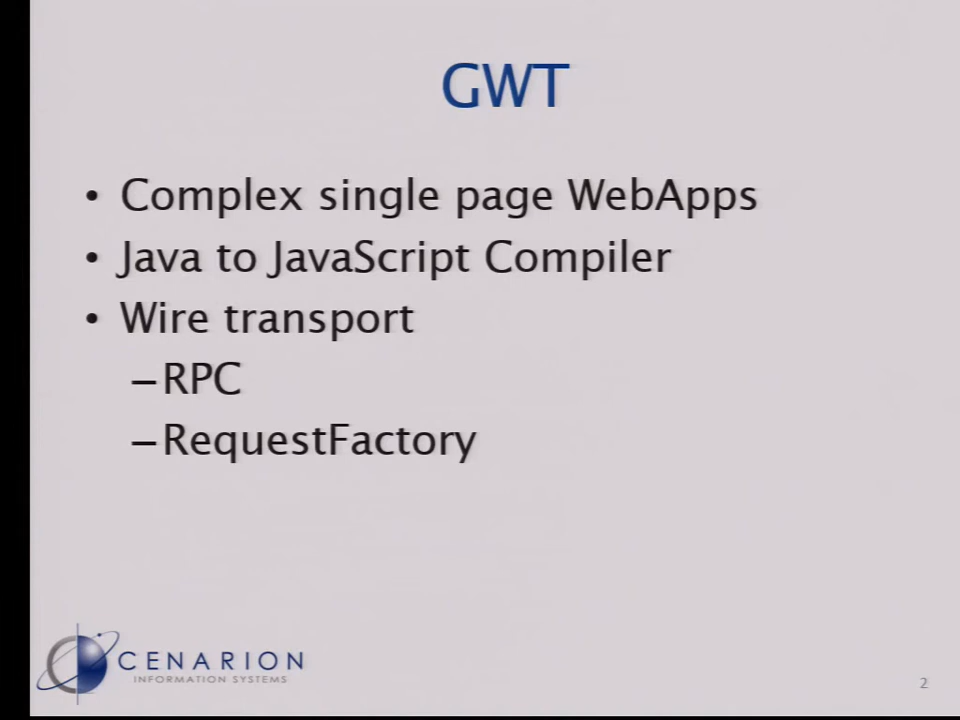 GWT
• Complex single page WebApps
• Java to JavaScript Compiler
• Wire transport
–RPC
–RequestFactory
CENARION
INFORMATION SYSTEMS
2